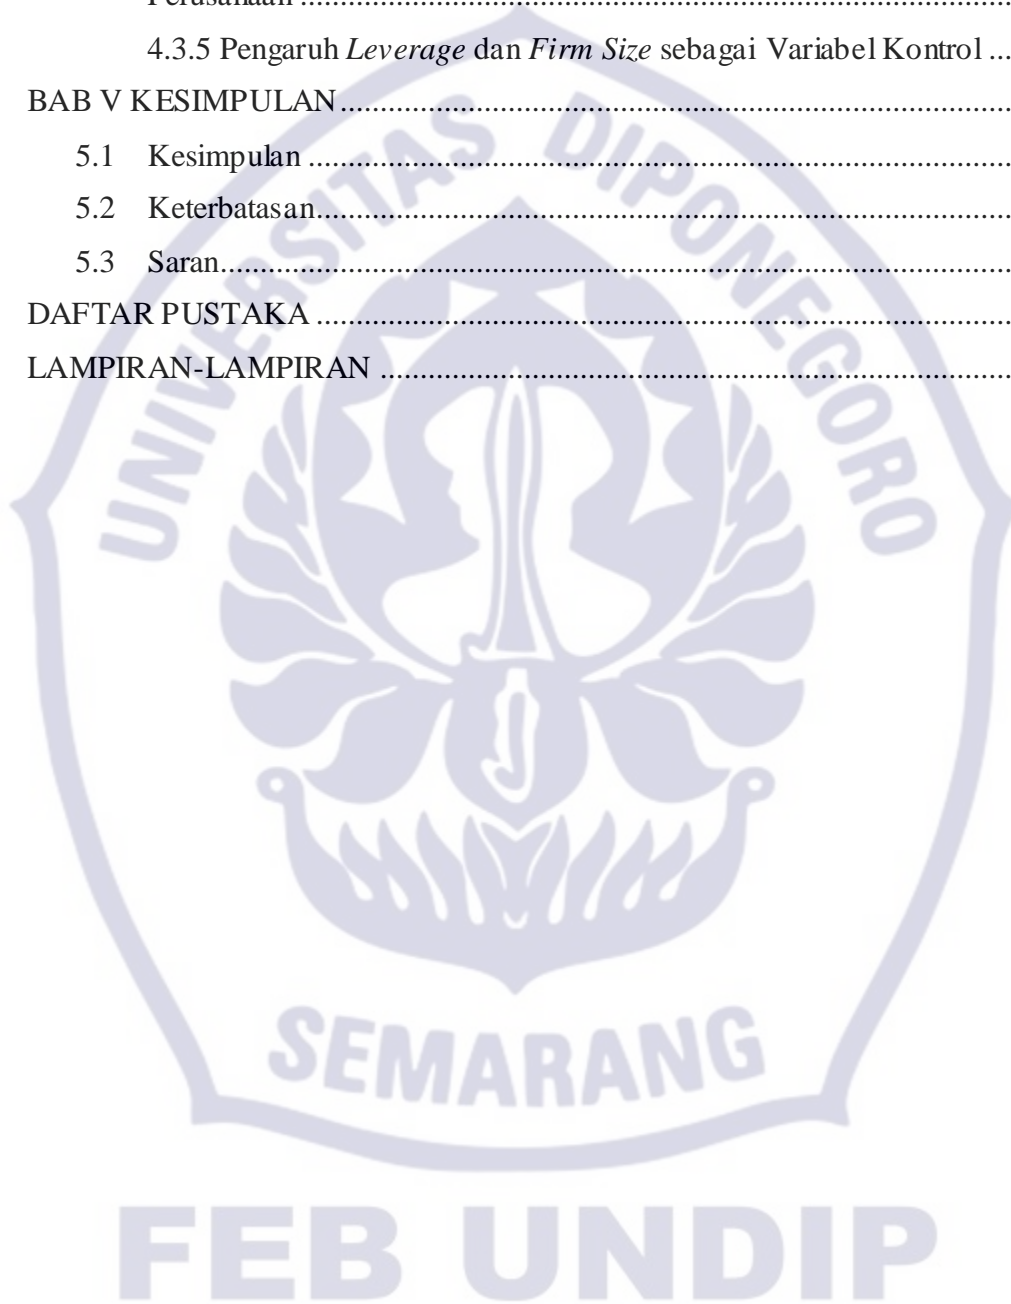 Perusahaan ....................................................................................
4.3.5 Pengaruh Leverage dan Firm Size sebagai Variabel Kontrol ...
BAB V KESIMPULAN....................................................................................
5.1 Kesimpulan ....................................................................................
5.2 Keterbatasan....................................................................................
5.3 Saran....................................................................................
DAFTAR PUSTAKA ....................................................................................
LAMPIRAN-LAMPIRAN ....................................................................................
UNIVERSITAS DIPONEGORO
SEMARANG
FEB UNDIP